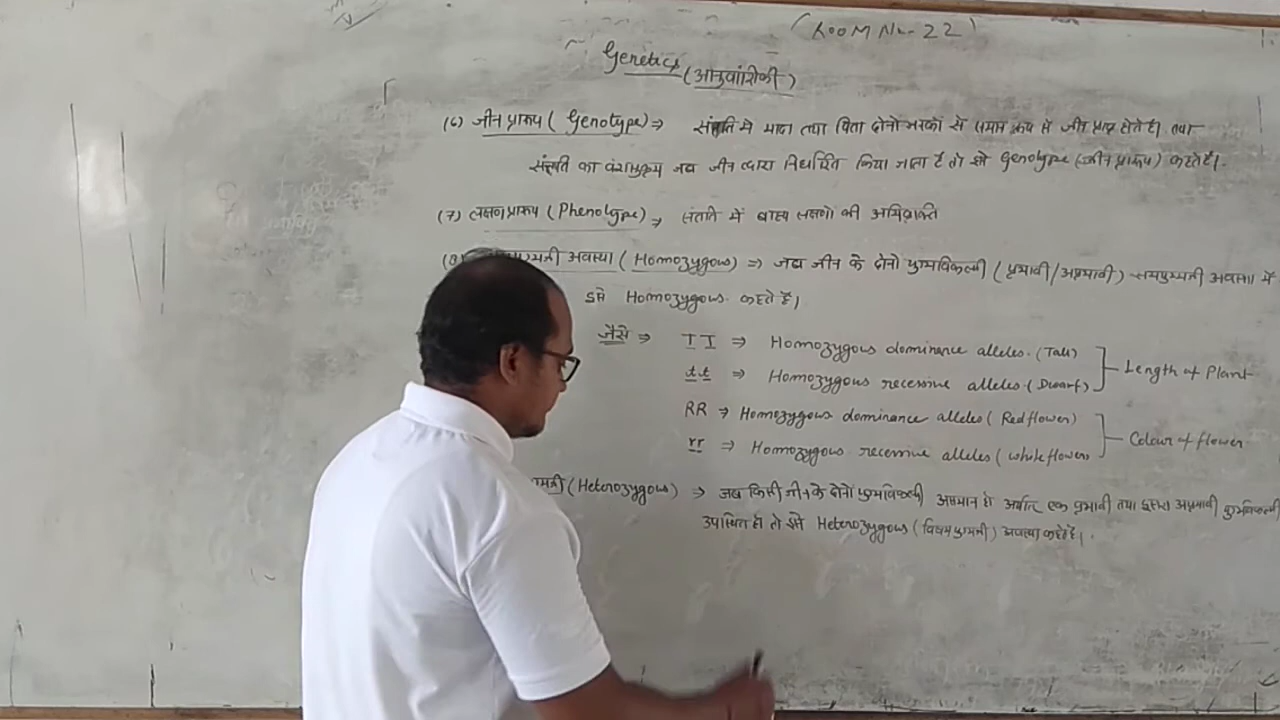 (Room No- 22)
Genetics (आनुवांशिकी)
(6) जीन प्रारूप (Genotype) ⇒ संतति में माता तथा पिता दोनों जनकों से समान रूप से जीन प्राप्त होते हैं। तथा
संतति का वंशानुक्रम जब जीन द्वारा निर्धारित किया जाता है तो इसे Genotype (जीन प्रारूप) कहते हैं।
(7) लक्षण प्रारूप (Phenotype) ⇒ संतति में बाह्य लक्षणों की अभिव्यक्ति
(8) अवस्था (Homozygous) ⇒ जब जीन के दोनों युग्मविकल्पी (प्रभावी/अप्रभावी) समयुग्मजी अवस्था में
इसे Homozygous कहते हैं।
जैसे ⇒ TT ⇒ Homozygous dominance alleles. (Tall)
tt ⇒ Homozygous recessive alleles. (Dwarf)
Length of Plant
RR ⇒ Homozygous dominance alleles (Red flower)
rr ⇒ Homozygous recessive alleles (white flower)
Colour of flower
(Heterozygous) ⇒ जब किसी जीन के दोनों युग्मविकल्पी असमान हो अर्थात् एक प्रभावी तथा दूसरा अप्रभावी युग्मविकल्पी
उपस्थित हो तो इसे Heterozygous (विषमयुग्मजी) अवस्था कहते हैं।